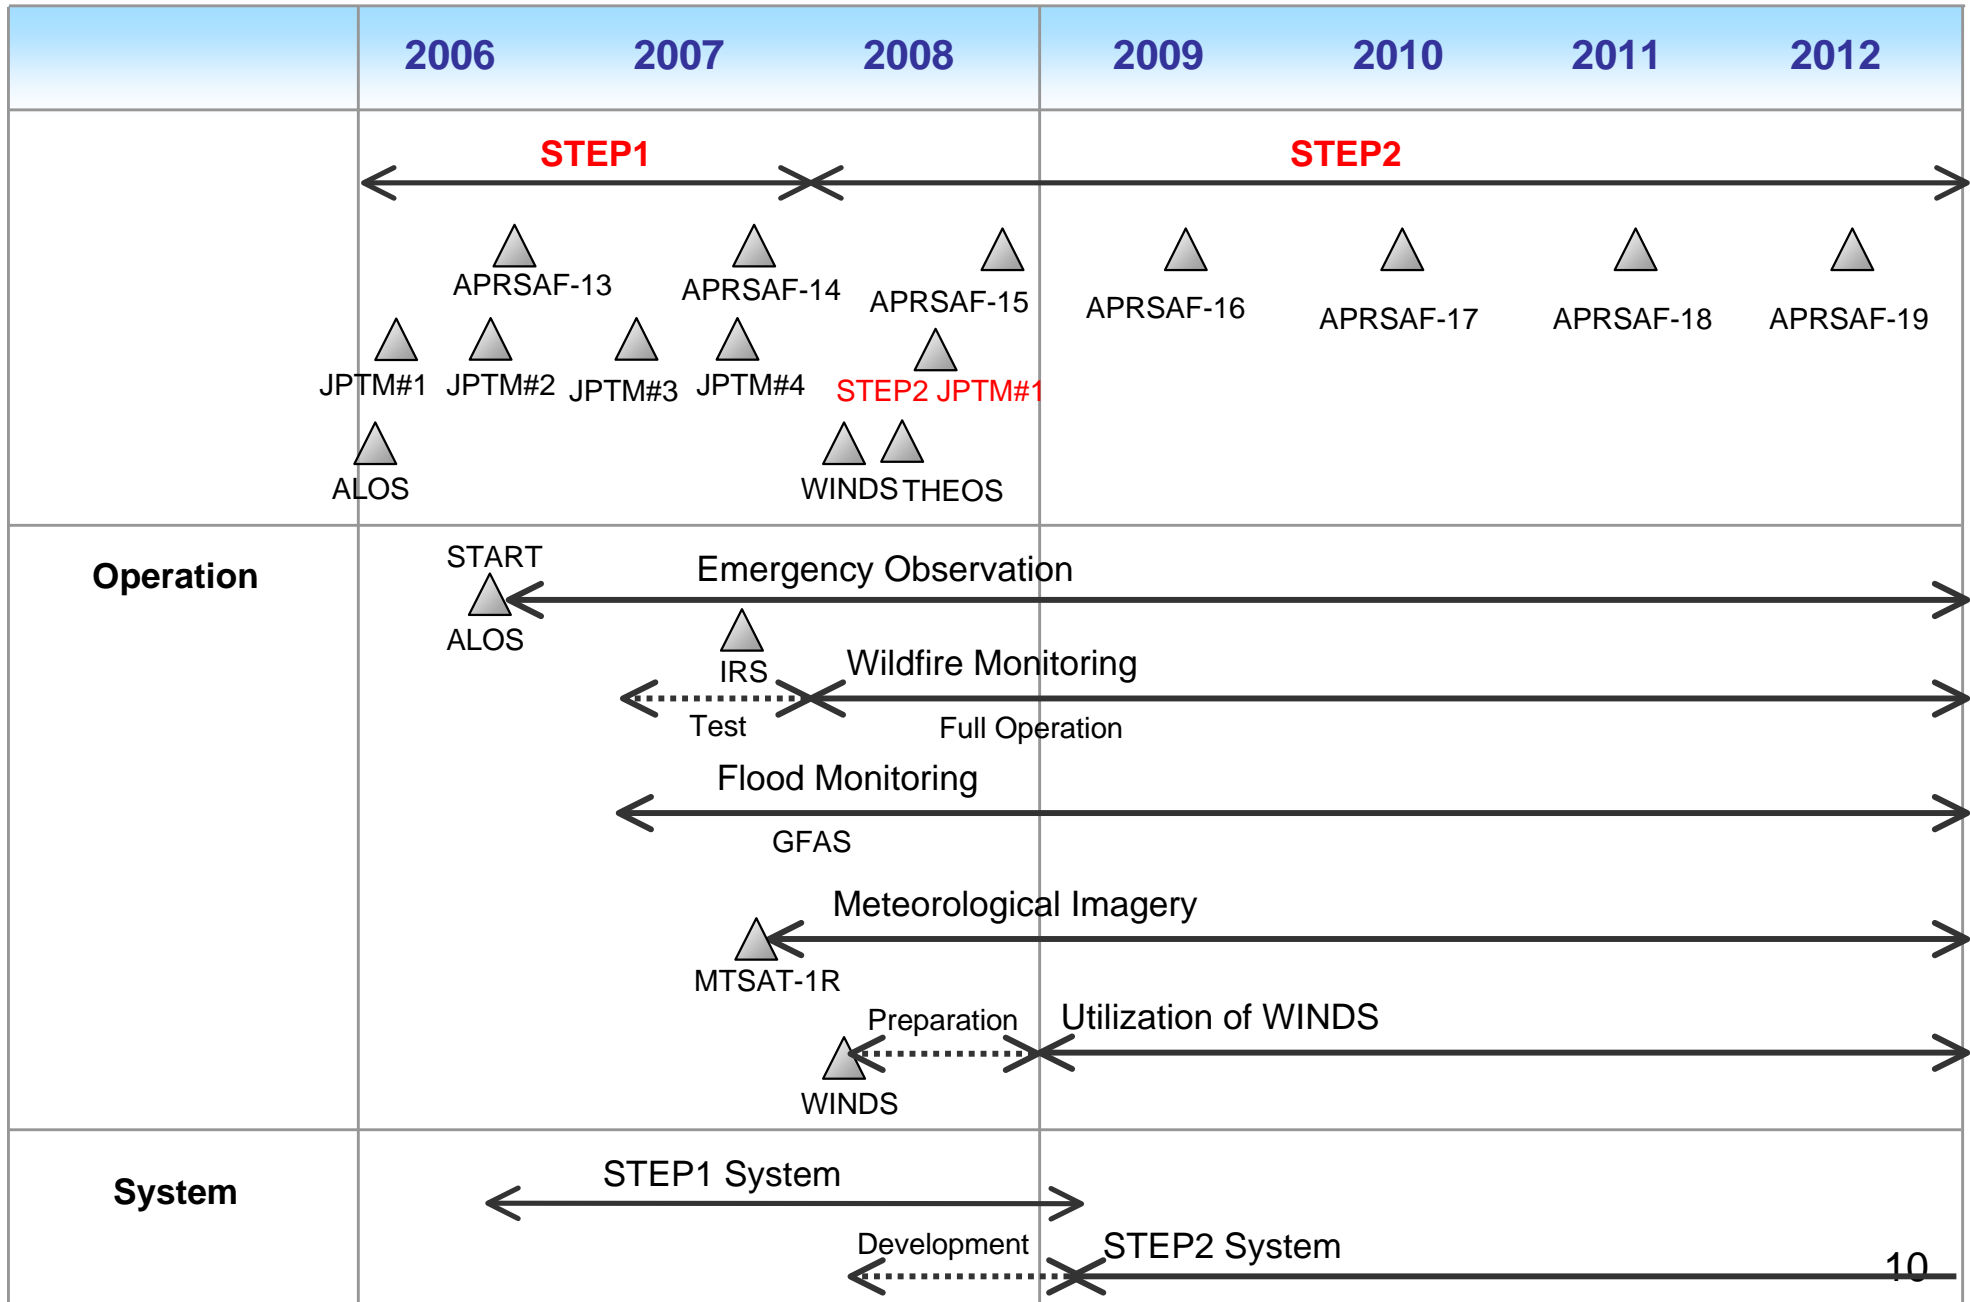 2006 2007 2008 2009 2010 2011 2012
STEP1 STEP2
APRSAF-13 APRSAF-14 APRSAF-15 APRSAF-16 APRSAF-17 APRSAF-18 APRSAF-19
JPTM#1 JPTM#2 JPTM#3 JPTM#4 STEP2 JPTM#1
ALOS WINDS THEOS
Operation
START
Emergency Observation
ALOS
IRS
Wildfire Monitoring
Test
Full Operation
Flood Monitoring
GFAS
Meteorological Imagery
MTSAT-1R
Preparation
Utilization of WINDS
WINDS
System
STEP1 System
Development
STEP2 System
10